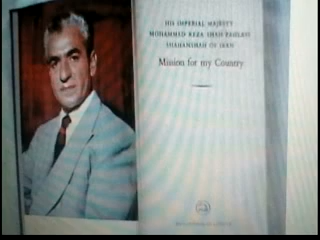 HIS IMPERIAL MAJESTY
MOHAMMED REZA SHAH PAHLAVI
SHAHANSHAH OF IRAN
Mission for my Country